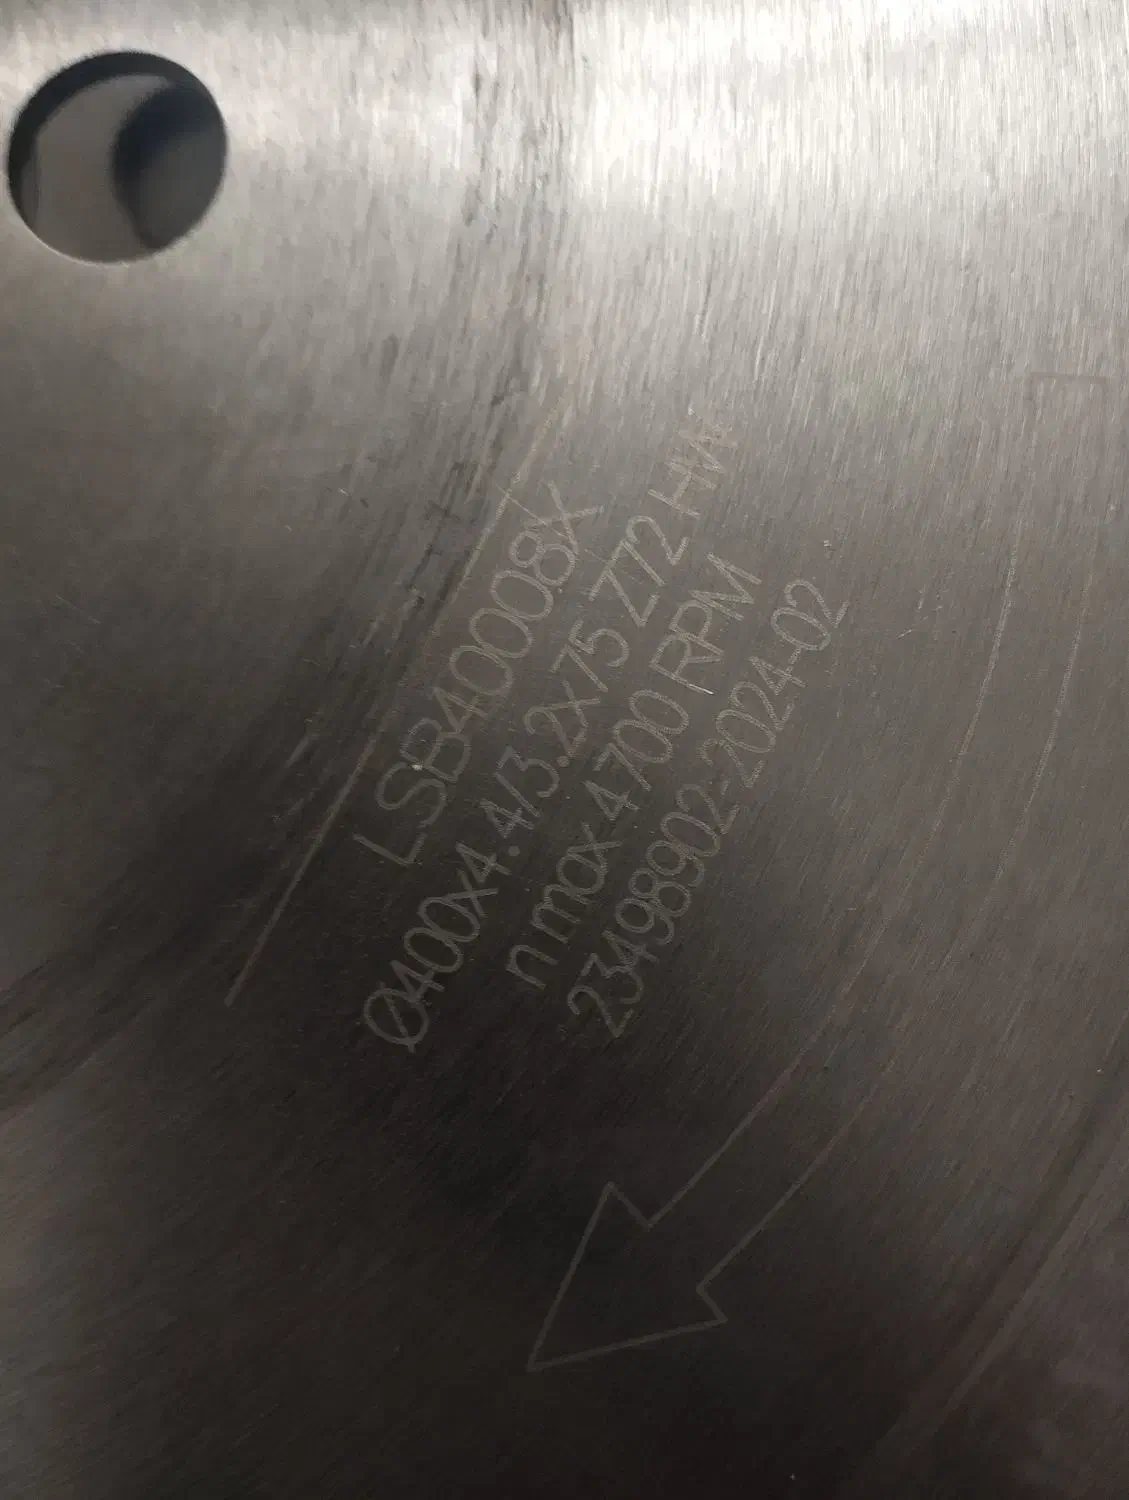 LSB40008X
Ø400x4.4/3.2x75 Z72 HW
n max 4700 RPM
23498902-2024-02